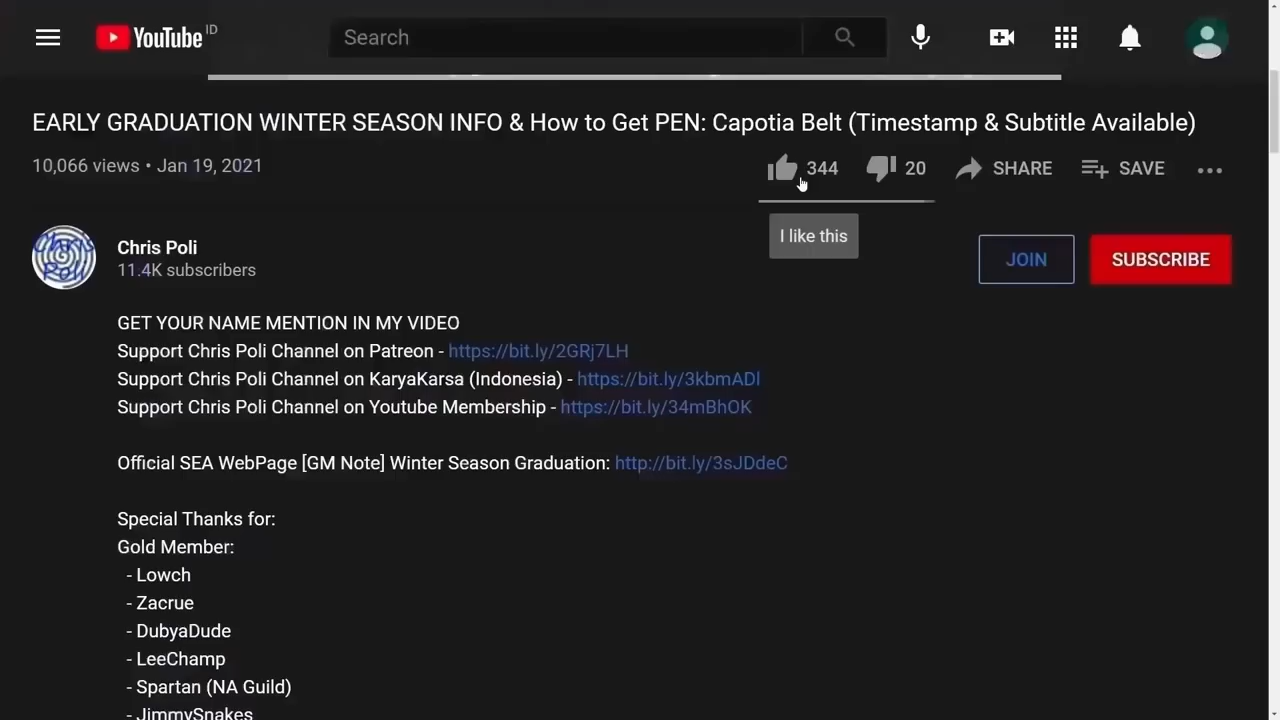 YouTube ID
Search
EARLY GRADUATION WINTER SEASON INFO & How to Get PEN: Capotia Belt (Timestamp & Subtitle Available)
10,066 views • Jan 19, 2021
344
20
SHARE
SAVE
I like this
Chris Poli
11.4K subscribers
JOIN
SUBSCRIBE
GET YOUR NAME MENTION IN MY VIDEO
Support Chris Poli Channel on Patreon - https://bit.ly/2GRj7LH
Support Chris Poli Channel on KaryaKarsa (Indonesia) - https://bit.ly/3kbmADl
Support Chris Poli Channel on Youtube Membership - https://bit.ly/34mBhOK
Official SEA WebPage [GM Note] Winter Season Graduation: http://bit.ly/3sJDdeC
Special Thanks for:
Gold Member:
- Lowch
- Zacrue
- DubyaDude
- LeeChamp
- Spartan (NA Guild)
- JimmySnakes